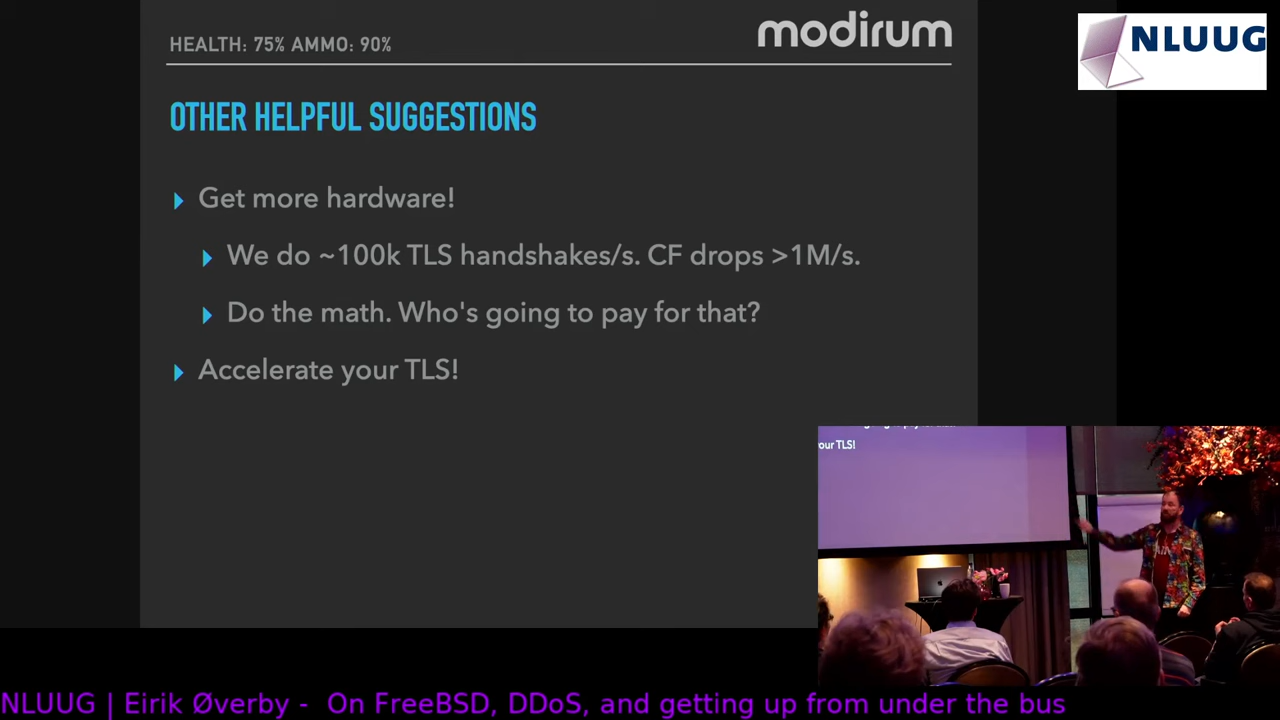 HEALTH: 75% AMMO: 90%
modirum
NLUUG
OTHER HELPFUL SUGGESTIONS
Get more hardware!
We do ~100k TLS handshakes/s. CF drops >1M/s.
Do the math. Who's going to pay for that?
Accelerate your TLS!
our TLS!
NLUUG | Eirik Øverby - On FreeBSD, DDoS, and getting up from under the bus